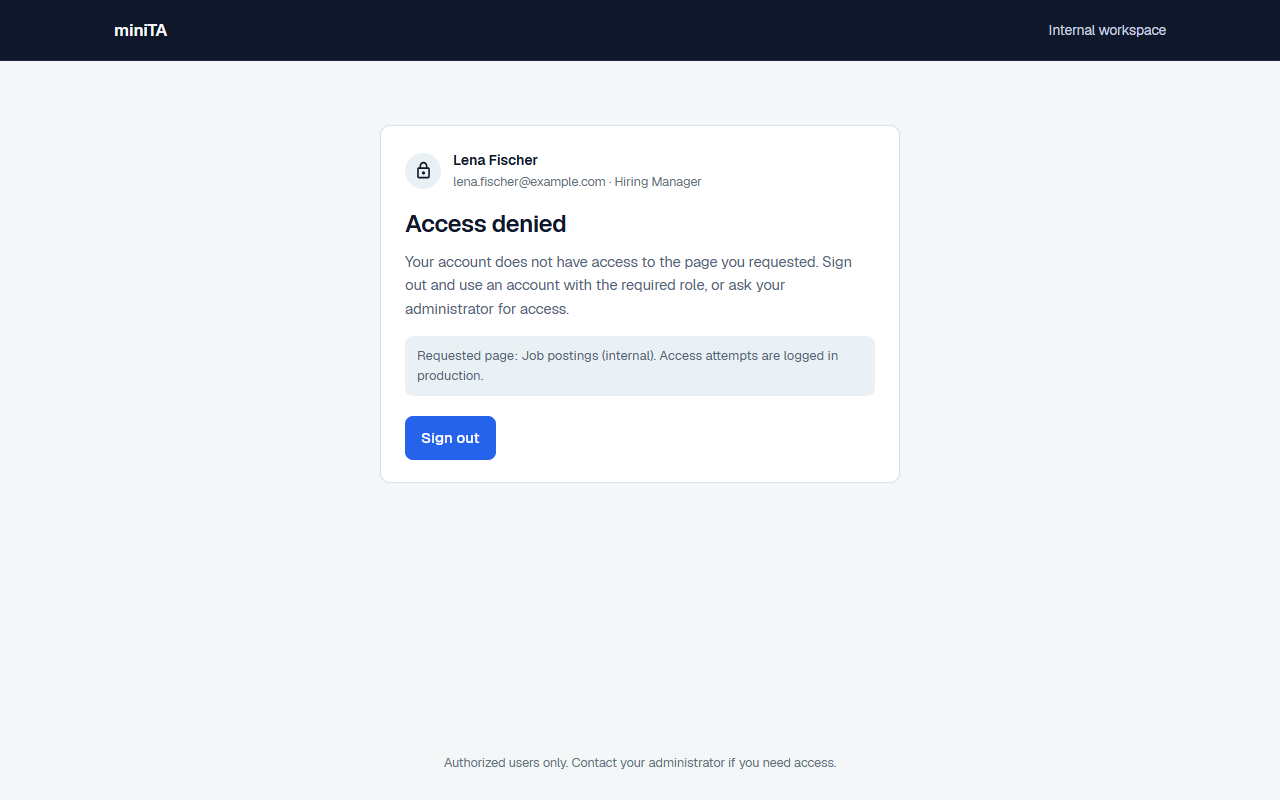 miniTA
Internal workspace
Lena Fischer
lena.fischer@example.com · Hiring Manager
Access denied
Your account does not have access to the page you requested. Sign
out and use an account with the required role, or ask your
administrator for access.
Requested page: Job postings (internal). Access attempts are logged in
production.
Sign out
Authorized users only. Contact your administrator if you need access.